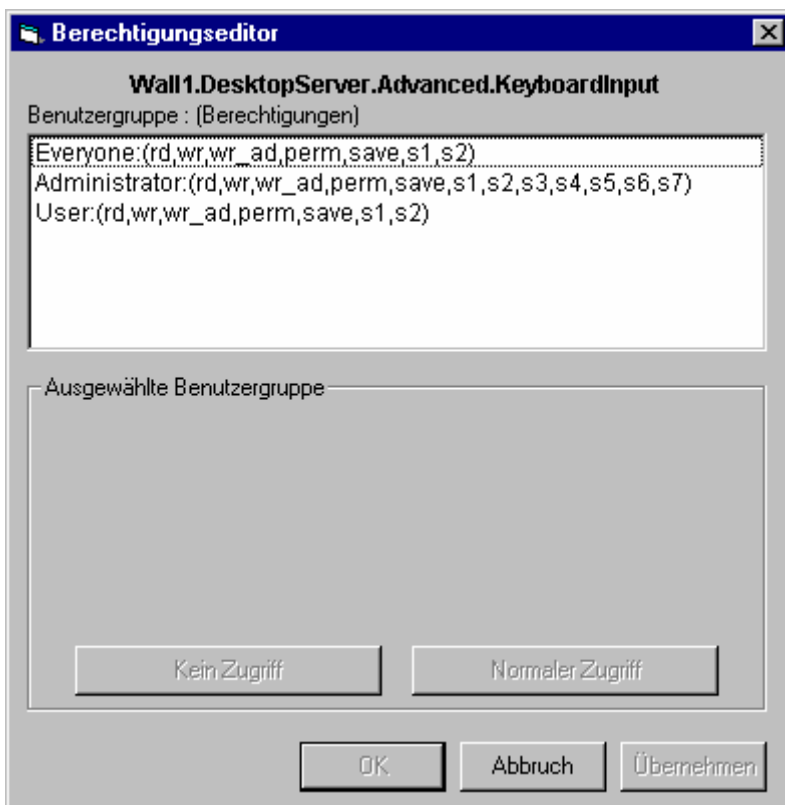 Berechtigungseditor
Wall1.DesktopServer.Advanced.KeyboardInput
Benutzergruppe : (Berechtigungen)
Everyone:(rd,wr,wr_ad,perm,save,s1,s2)
Administrator:(rd,wr,wr_ad,perm,save,s1,s2,s3,s4,s5,s6,s7)
User:(rd,wr,wr_ad,perm,save,s1,s2)
Ausgewählte Benutzergruppe
Kein Zugriff Normaler Zugriff
OK Abbruch Übernehmen